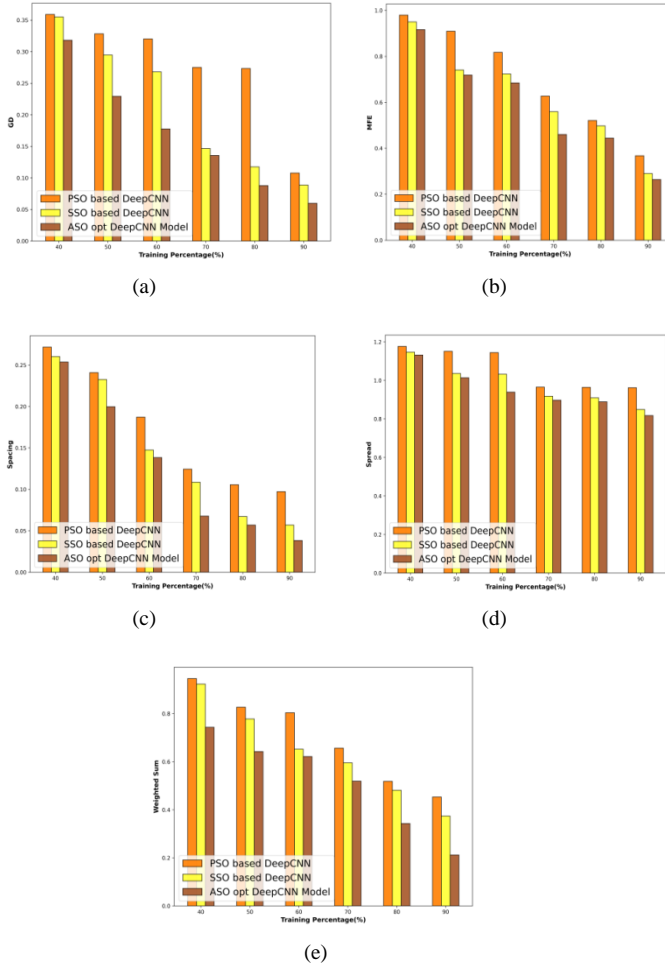 0.35
0.30
0.25
0.20
0.15
0.10
0.05
0.00
GD
PSO based DeepCNN
SSO based DeepCNN
ASO opt DeepCNN Model
40 50 60 70 80 90
Training Percentage(%)
(a)
1.0
0.8
0.6
0.4
0.2
0.0
MFE
PSO based DeepCNN
SSO based DeepCNN
ASO opt DeepCNN Model
40 50 60 70 80 90
Training Percentage(%)
(b)
0.25
0.20
0.15
0.10
0.05
0.00
Spacing
PSO based DeepCNN
SSO based DeepCNN
ASO opt DeepCNN Model
40 50 60 70 80 90
Training Percentage(%)
(c)
1.2
1.0
0.8
0.6
0.4
0.2
0.0
Spread
PSO based DeepCNN
SSO based DeepCNN
ASO opt DeepCNN Model
40 50 60 70 80 90
Training Percentage(%)
(d)
0.8
0.6
0.4
0.2
0.0
Weighted Sum
PSO based DeepCNN
SSO based DeepCNN
ASO opt DeepCNN Model
40 50 60 70 80 90
Training Percentage(%)
(e)